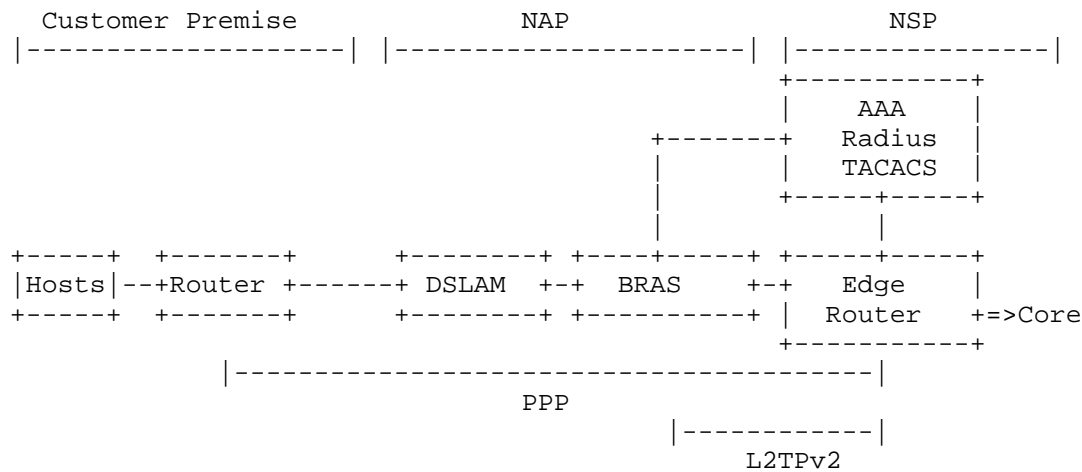 Customer Premise NAP NSP
AAA
Radius
TACACS
Hosts Router DSLAM BRAS Edge
Router =>Core
PPP
L2TPv2